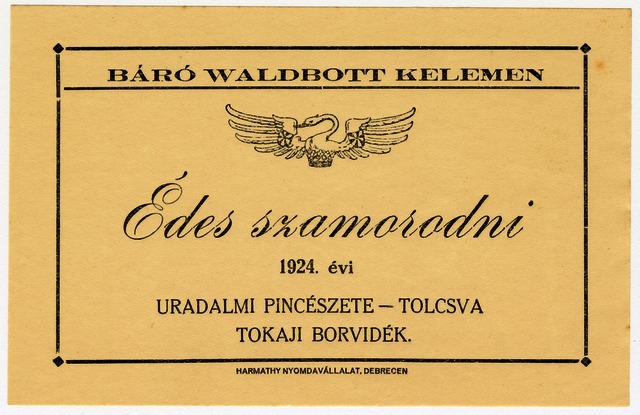 BÁRÓ WALDBOTT KELEMEN
Édes szamorodni
1924. évi
URADALMI PINCÉSZETE — TOLCSVA
TOKAJI BORVIDÉK.
HARMATHY NYOMDAVÁLLALAT, DEBRECEN